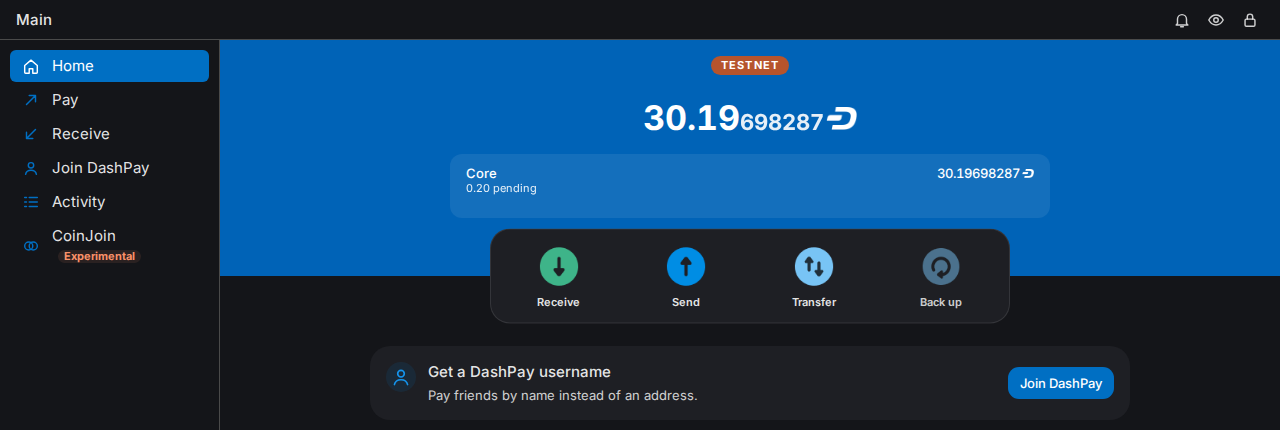 Main
Home
Pay
Receive
Join DashPay
Activity
CoinJoin
Experimental
TESTNET
30.19698287
Core
30.19698287
0.20 pending
Receive
Send
Transfer
Back up
Get a DashPay username
Pay friends by name instead of an address.
Join DashPay